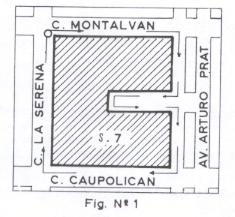 C. MONTALVAN
C. LA SERENA
AV. ARTURO PRAT
S. 7
C. CAUPOLICAN
Fig. Nº 1